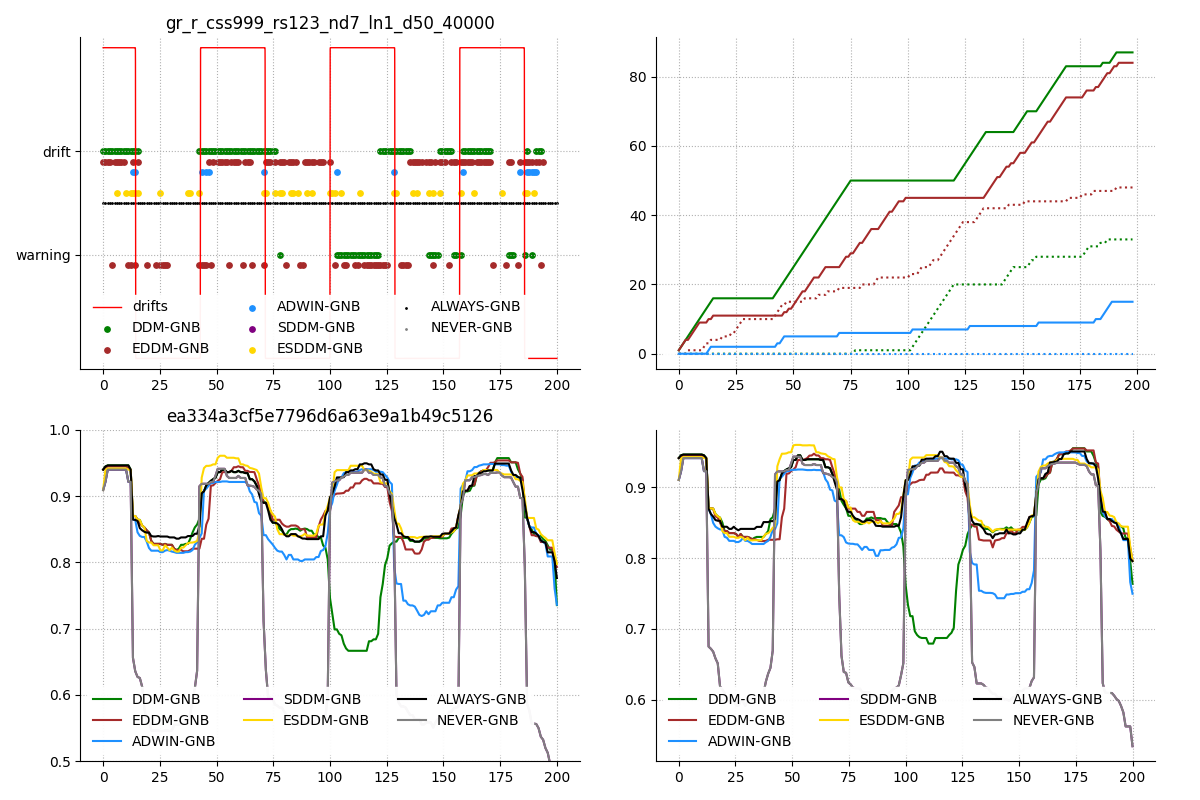 gr_r_css999_rs123_nd7_ln1_d50_40000
drift
warning
drifts ADWIN-GNB ALWAYS-GNB
DDM-GNB SDDM-GNB NEVER-GNB
EDDM-GNB ESDDM-GNB
0 25 50 75 100 125 150 175 200
80
60
40
20
0
0 25 50 75 100 125 150 175 200
ea334a3cf5e7796d6a63e9a1b49c5126
1.0
0.9
0.8
0.7
0.6
0.5
DDM-GNB SDDM-GNB ALWAYS-GNB
EDDM-GNB ESDDM-GNB NEVER-GNB
ADWIN-GNB
0 25 50 75 100 125 150 175 200
0.9
0.8
0.7
0.6
DDM-GNB SDDM-GNB ALWAYS-GNB
EDDM-GNB ESDDM-GNB NEVER-GNB
ADWIN-GNB
0 25 50 75 100 125 150 175 200